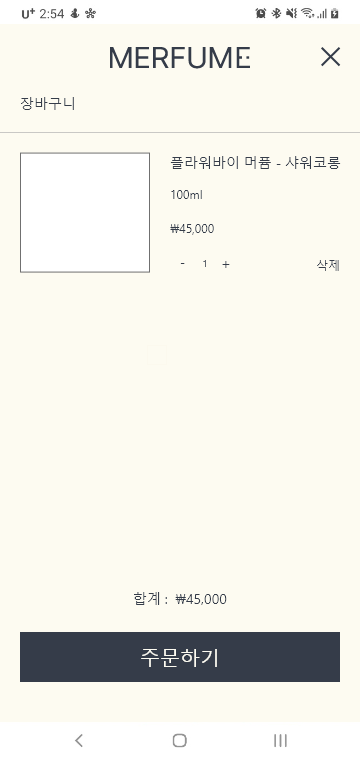 U+ 2:54
MERFUME
장바구니
플라워바이 머퓸 - 샤워코롱
100ml
₩45,000
- 1 + 삭제
합계 : ₩45,000
주문하기